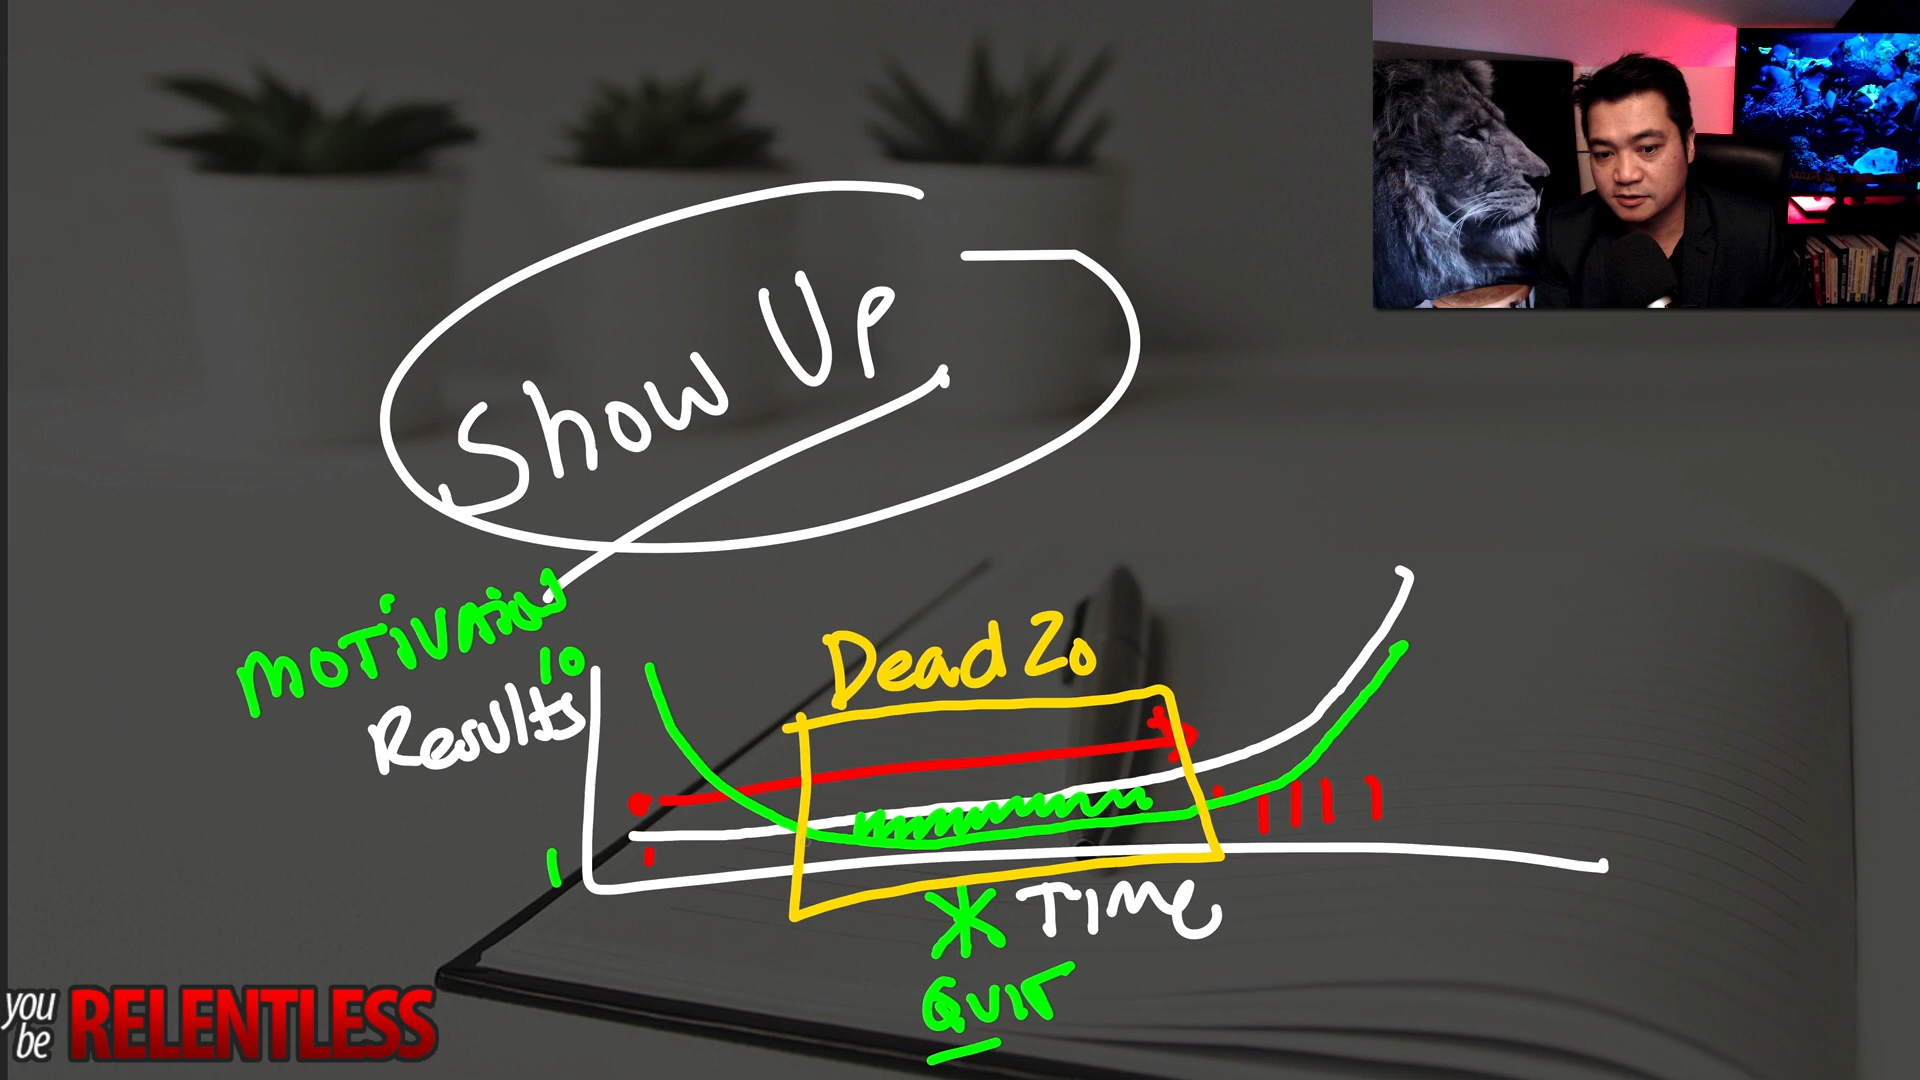 Show Up
MOTiVATiON
10
Results
Dead Zo
1
Time
QUIT
you be RELENTLESS